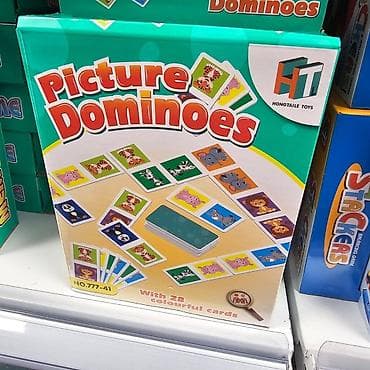 Dominoes
Picture
Dominoes
HT
HONGTAILE TOYS
NO.777-41
With 28
colourful cards
STACKERS